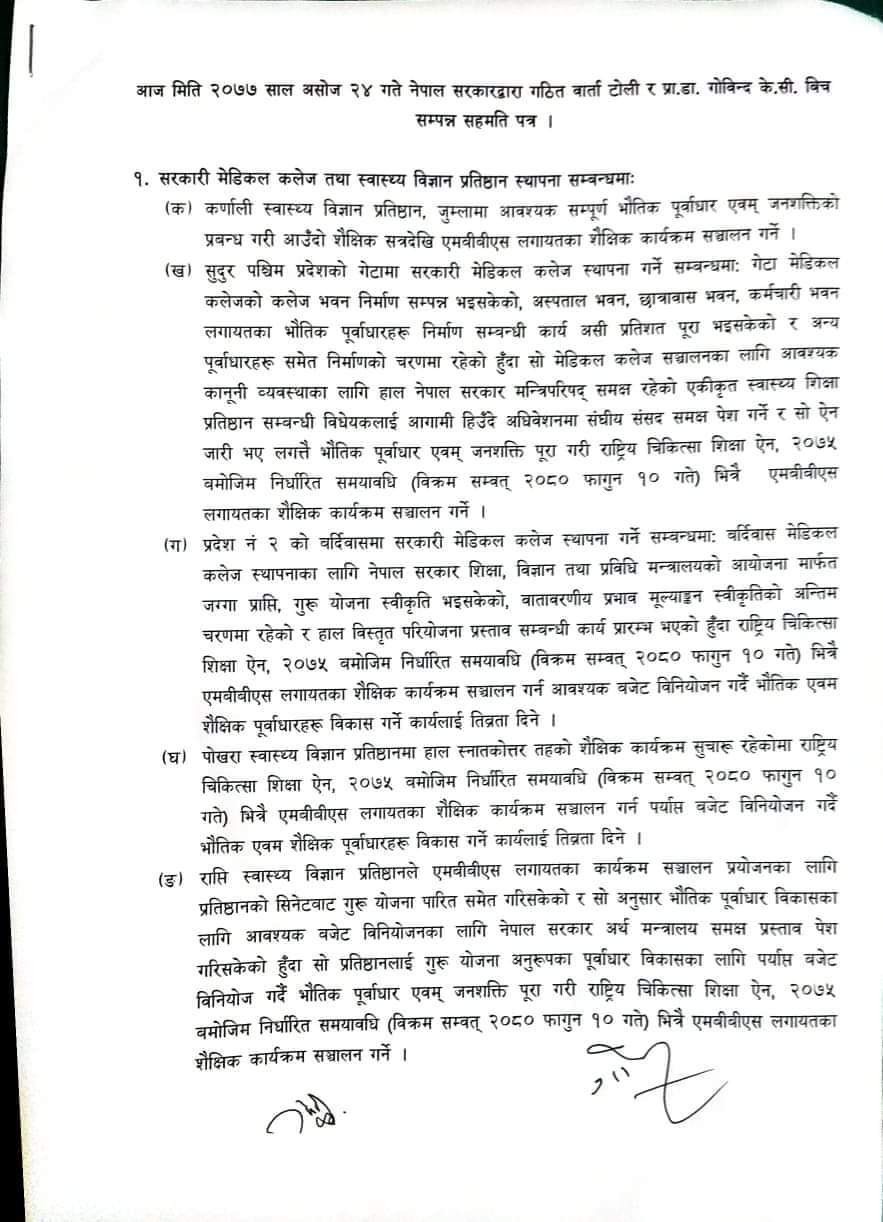 आज मिति २०७७ साल असोज २४ गते नेपाल सरकारद्वारा गठित वार्ता टोली र प्रा.डा. गोविन्द के.सी. विच
सम्पन्न सहमति पत्र ।
१. सरकारी मेडिकल कलेज तथा स्वास्थ्य विज्ञान प्रतिष्ठान स्थापना सम्बन्धमाः
(क) कर्णाली स्वास्थ्य विज्ञान प्रतिष्ठान, जुम्लामा आवश्यक सम्पूर्ण भौतिक पूर्वाधार एवम् जनशक्तिको
प्रबन्ध गरी आउँदो शैक्षिक सत्रदेखि एमवीवीएस लगायतका शैक्षिक कार्यक्रम सञ्चालन गर्ने ।
(ख) सुदुर पश्चिम प्रदेशको गेटामा सरकारी मेडिकल कलेज स्थापना गर्ने सम्बन्धमाः गेटा मेडिकल
कलेजको कलेज भवन निर्माण सम्पन्न भइसकेको, अस्पताल भवन, छात्रावास भवन, कर्मचारी भवन
लगायतका भौतिक पूर्वाधारहरू निर्माण सम्बन्धी कार्य असी प्रतिशत पूरा भइसकेको र अन्य
पूर्वाधारहरू समेत निर्माणको चरणमा रहेको हुँदा सो मेडिकल कलेज सञ्चालनका लागि आवश्यक
कानूनी व्यवस्थाका लागि हाल नेपाल सरकार मन्त्रिपरिषद् समक्ष रहेको एकीकृत स्वास्थ्य शिक्षा
प्रतिष्ठान सम्बन्धी विधेयकलाई आगामी हिउँदे अधिवेशनमा संघीय संसद समक्ष पेश गर्ने र सो ऐन
जारी भए लगत्तै भौतिक पूर्वाधार एवम् जनशक्ति पूरा गरी राष्ट्रिय चिकित्सा शिक्षा ऐन, २०७५
वमोजिम निर्धारित समयावधि (विक्रम सम्वत् २०८० फागुन १० गते) भित्रै एमवीवीएस
लगायतका शैक्षिक कार्यक्रम सञ्चालन गर्ने ।
(ग) प्रदेश नं २ को वर्दिवासमा सरकारी मेडिकल कलेज स्थापना गर्ने सम्बन्धमाः वर्दिवास मेडिकल
कलेज स्थापनाका लागि नेपाल सरकार शिक्षा, विज्ञान तथा प्रविधि मन्त्रालयको आयोजना मार्फत
जग्गा प्राप्ति, गुरू योजना स्वीकृति भइसकेको, वातावरणीय प्रभाव मूल्याङ्कन स्वीकृतिको अन्तिम
चरणमा रहेको र हाल विस्तृत परियोजना प्रस्ताव सम्बन्धी कार्य प्रारम्भ भएको हुँदा राष्ट्रिय चिकित्सा
शिक्षा ऐन, २०७५ वमोजिम निर्धारित समयावधि (विक्रम सम्वत् २०८० फागुन १० गते) भित्रै
एमवीवीएस लगायतका शैक्षिक कार्यक्रम सञ्चालन गर्न आवश्यक वजेट विनियोजन गर्दै भौतिक एवम
शैक्षिक पूर्वाधारहरू विकास गर्ने कार्यलाई तिव्रता दिने ।
(घ) पोखरा स्वास्थ्य विज्ञान प्रतिष्ठानमा हाल स्नातकोत्तर तहको शैक्षिक कार्यक्रम सुचारू रहेकोमा राष्ट्रिय
चिकित्सा शिक्षा ऐन, २०७५ वमोजिम निर्धारित समयावधि (विक्रम सम्वत् २०८० फागुन १०
गते) भित्रै एमवीवीएस लगायतका शैक्षिक कार्यक्रम सञ्चालन गर्न पर्याप्त बजेट विनियोजन गर्दै
भौतिक एवम शैक्षिक पूर्वाधारहरू विकास गर्ने कार्यलाई तिव्रता दिने ।
(ङ) राप्ति स्वास्थ्य विज्ञान प्रतिष्ठानले एमवीवीएस लगायतका कार्यक्रम सञ्चालन प्रयोजनका लागि
प्रतिष्ठानको सिनेटवाट गुरू योजना पारित समेत गरिसकेको र सो अनुसार भौतिक पूर्वाधार विकासका
लागि आवश्यक वजेट विनियोजनका लागि नेपाल सरकार अर्थ मन्त्रालय समक्ष प्रस्ताव पेश
गरिसकेको हुँदा सो प्रतिष्ठानलाई गुरू योजना अनुरूपका पूर्वाधार विकासका लागि पर्याप्त बजेट
विनियोज गर्दै भौतिक पूर्वाधार एवम् जनशक्ति पूरा गरी राष्ट्रिय चिकित्सा शिक्षा ऐन, २०७५
वमोजिम निर्धारित समयावधि (विक्रम सम्वत् २०८० फागुन १० गते) भित्रै एमवीवीएस लगायतका
शैक्षिक कार्यक्रम सञ्चालन गर्ने ।